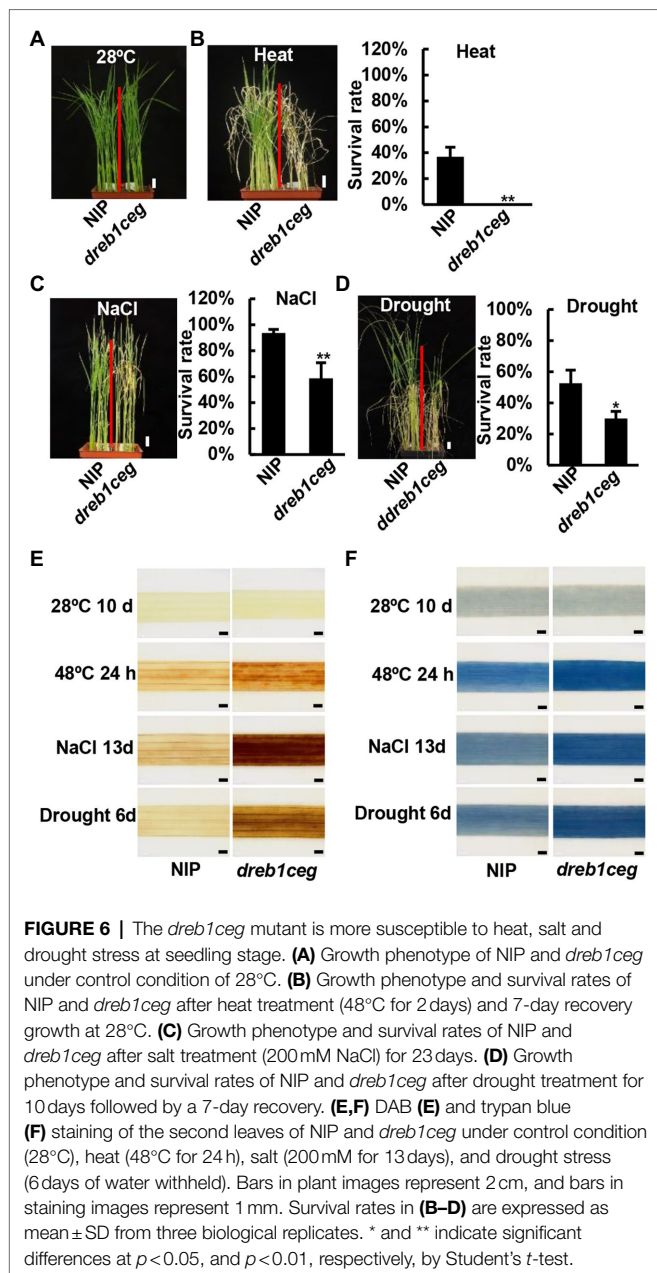 A
28ºC
NIP
dreb1ceg
B
Heat
NIP
dreb1ceg
Heat
Survival rate
120%
100%
80%
60%
40%
20%
0%
**
NIP
dreb1ceg
C
NaCl
NIP
dreb1ceg
NaCl
Survival rate
120%
100%
80%
60%
40%
20%
0%
**
NIP
dreb1ceg
D
Drought
NIP
ddreb1ceg
Drought
Survival rate
100%
80%
60%
40%
20%
0%
*
NIP
dreb1ceg
E
28ºC 10 d
48ºC 24 h
NaCl 13d
Drought 6d
NIP
dreb1ceg
F
28ºC 10 d
48ºC 24 h
NaCl 13d
Drought 6d
NIP
dreb1ceg
FIGURE 6 | The dreb1ceg mutant is more susceptible to heat, salt and
drought stress at seedling stage. (A) Growth phenotype of NIP and dreb1ceg
under control condition of 28°C. (B) Growth phenotype and survival rates of
NIP and dreb1ceg after heat treatment (48°C for 2 days) and 7-day recovery
growth at 28°C. (C) Growth phenotype and survival rates of NIP and
dreb1ceg after salt treatment (200 mM NaCl) for 23 days. (D) Growth
phenotype and survival rates of NIP and dreb1ceg after drought treatment for
10 days followed by a 7-day recovery. (E,F) DAB (E) and trypan blue
(F) staining of the second leaves of NIP and dreb1ceg under control condition
(28°C), heat (48°C for 24 h), salt (200 mM for 13 days), and drought stress
(6 days of water withheld). Bars in plant images represent 2 cm, and bars in
staining images represent 1 mm. Survival rates in (B–D) are expressed as
mean ± SD from three biological replicates. * and ** indicate significant
differences at p < 0.05, and p < 0.01, respectively, by Student's t-test.